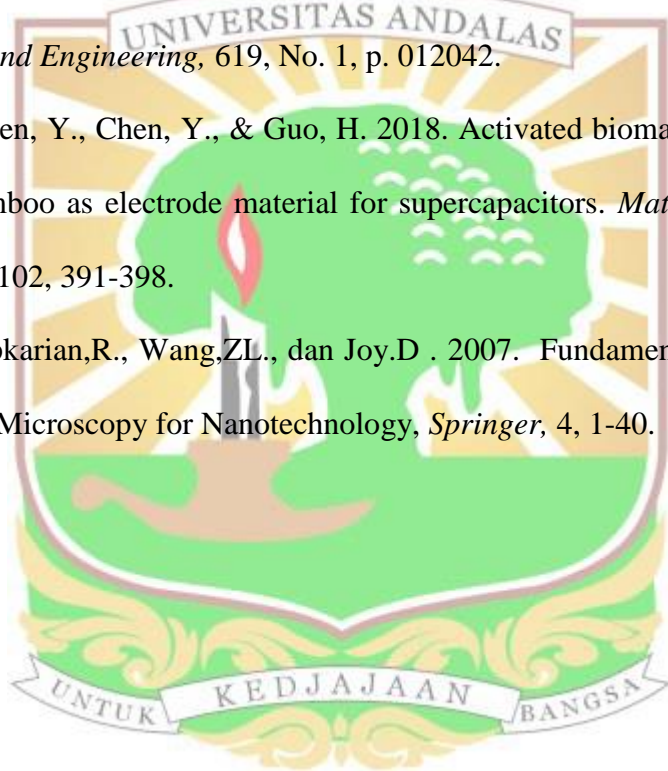 UNIVERSITAS ANDALAS
nd Engineering, 619, No. 1, p. 012042.
en, Y., Chen, Y., & Guo, H. 2018. Activated bioma
nboo as electrode material for supercapacitors. Mat
102, 391-398.
okarian,R., Wang,ZL., dan Joy.D . 2007. Fundamen
Microscopy for Nanotechnology, Springer, 4, 1-40.
UNTUK KEDJAJAAN BANGSA